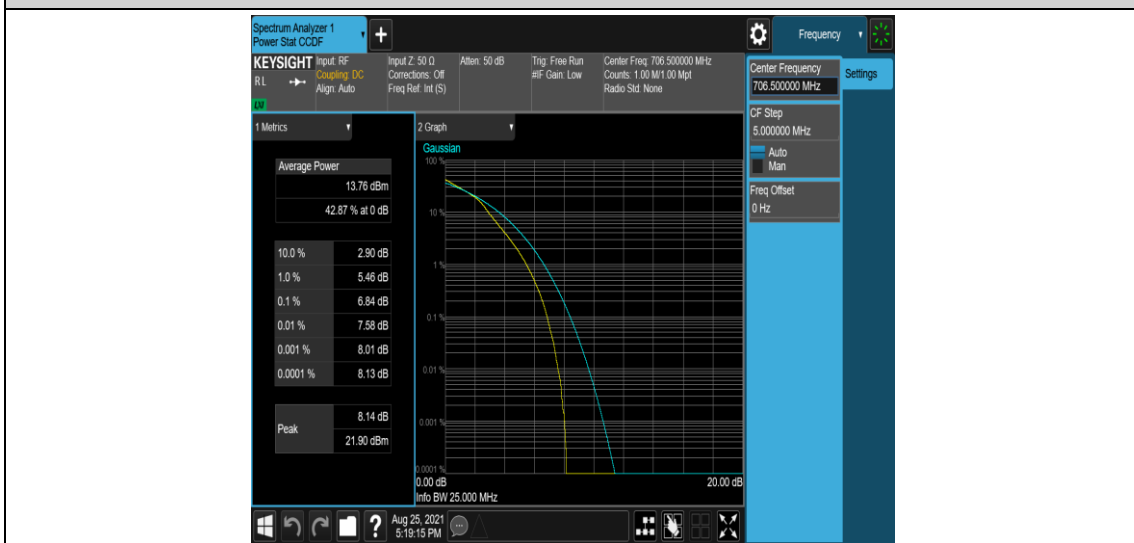 Spectrum Analyzer 1
Power Stat CCDF
+
Frequency
KEYSIGHT
RL
LXI
Input: RF
Coupling: DC
Align: Auto
Input Z: 50 Ω
Corrections: Off
Freq Ref: Int (S)
Atten: 50 dB
Trig: Free Run
#IF Gain: Low
Center Freq: 706.500000 MHz
Counts: 1.00 M/1.00 Mpt
Radio Std: None
Center Frequency
706.500000 MHz
Settings
CF Step
5.000000 MHz
Auto
Man
Freq Offset
0 Hz
1 Metrics
Average Power
13.76 dBm
42.87 % at 0 dB
10.0 % 2.90 dB
1.0 % 5.46 dB
0.1 % 6.84 dB
0.01 % 7.58 dB
0.001 % 8.01 dB
0.0001 % 8.13 dB
Peak 8.14 dB
21.90 dBm
2 Graph
Gaussian
100 %
10 %
1 %
0.1 %
0.01 %
0.001 %
0.0001 %
0.00 dB 20.00 dB
Info BW 25.000 MHz
?
Aug 25, 2021
5:19:15 PM